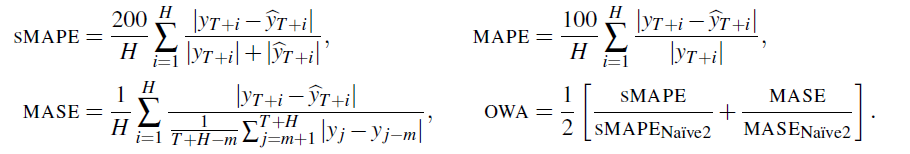 sMAPE = \frac{200}{H} \sum_{i=1}^{H} \frac{|y_{T+i} - \widehat{y}_{T+i}|}{|y_{T+i}| + |\widehat{y}_{T+i}|}, MAPE = \frac{100}{H} \sum_{i=1}^{H} \frac{|y_{T+i} - \widehat{y}_{T+i}|}{|y_{T+i}|},
MASE = \frac{1}{H} \sum_{i=1}^{H} \frac{|y_{T+i} - \widehat{y}_{T+i}|}{\frac{1}{T+H-m} \sum_{j=m+1}^{T+H} |y_j - y_{j-m}|}, OWA = \frac{1}{2} \left[ \frac{sMAPE}{sMAPE_{Naïve2}} + \frac{MASE}{MASE_{Naïve2}} \right].